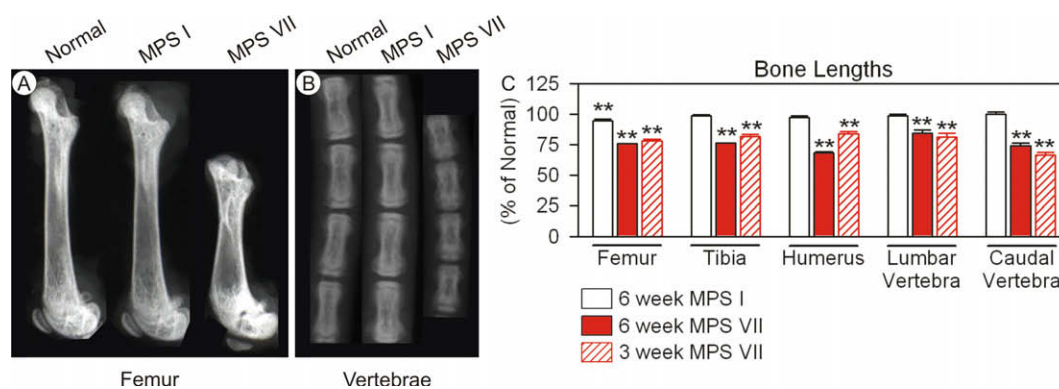 Normal MPS I MPS VII
A
Femur
Normal MPS I MPS VII
B
Vertebrae
C
Bone Lengths
(% of Normal)
125
100
75
50
25
0
** ** **
** **
** **
** **
** **
Femur Tibia Humerus Lumbar Vertebra Caudal Vertebra
6 week MPS I
6 week MPS VII
3 week MPS VII